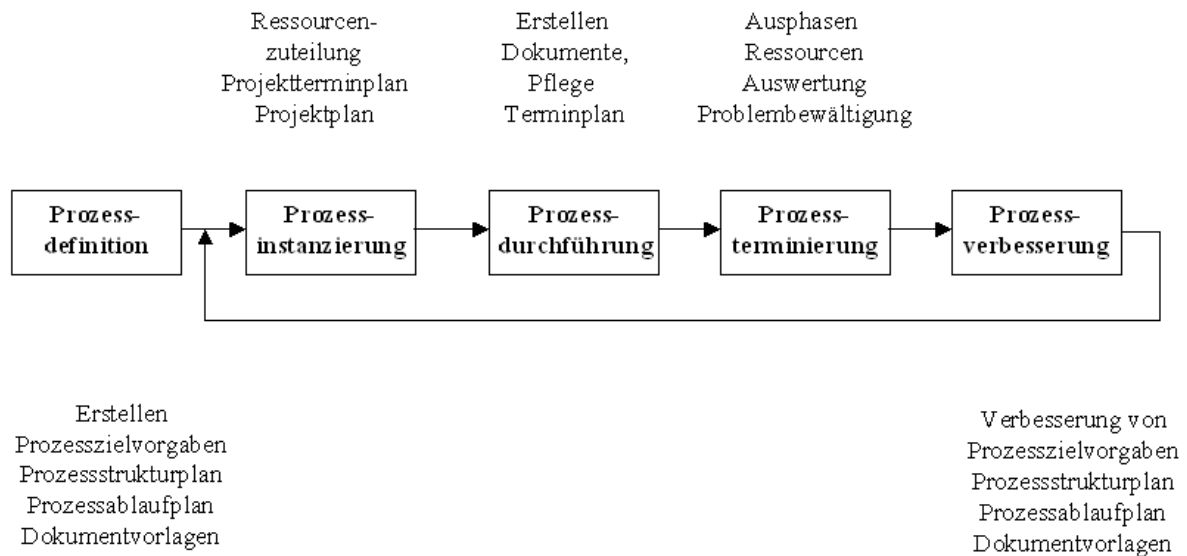 Ressourcen-
zuteilung
Projektterminplan
Projektplan
Erstellen
Dokumente,
Pflege
Terminplan
Ausphasen
Ressourcen
Auswertung
Problembewältigung
Prozess-
definition
Prozess-
instanzierung
Prozess-
durchführung
Prozess-
terminierung
Prozess-
verbesserung
Erstellen
Prozesszielvorgaben
Prozessstrukturplan
Prozessablaufplan
Dokumentvorlagen
Verbesserung von
Prozesszielvorgaben
Prozessstrukturplan
Prozessablaufplan
Dokumentvorlagen